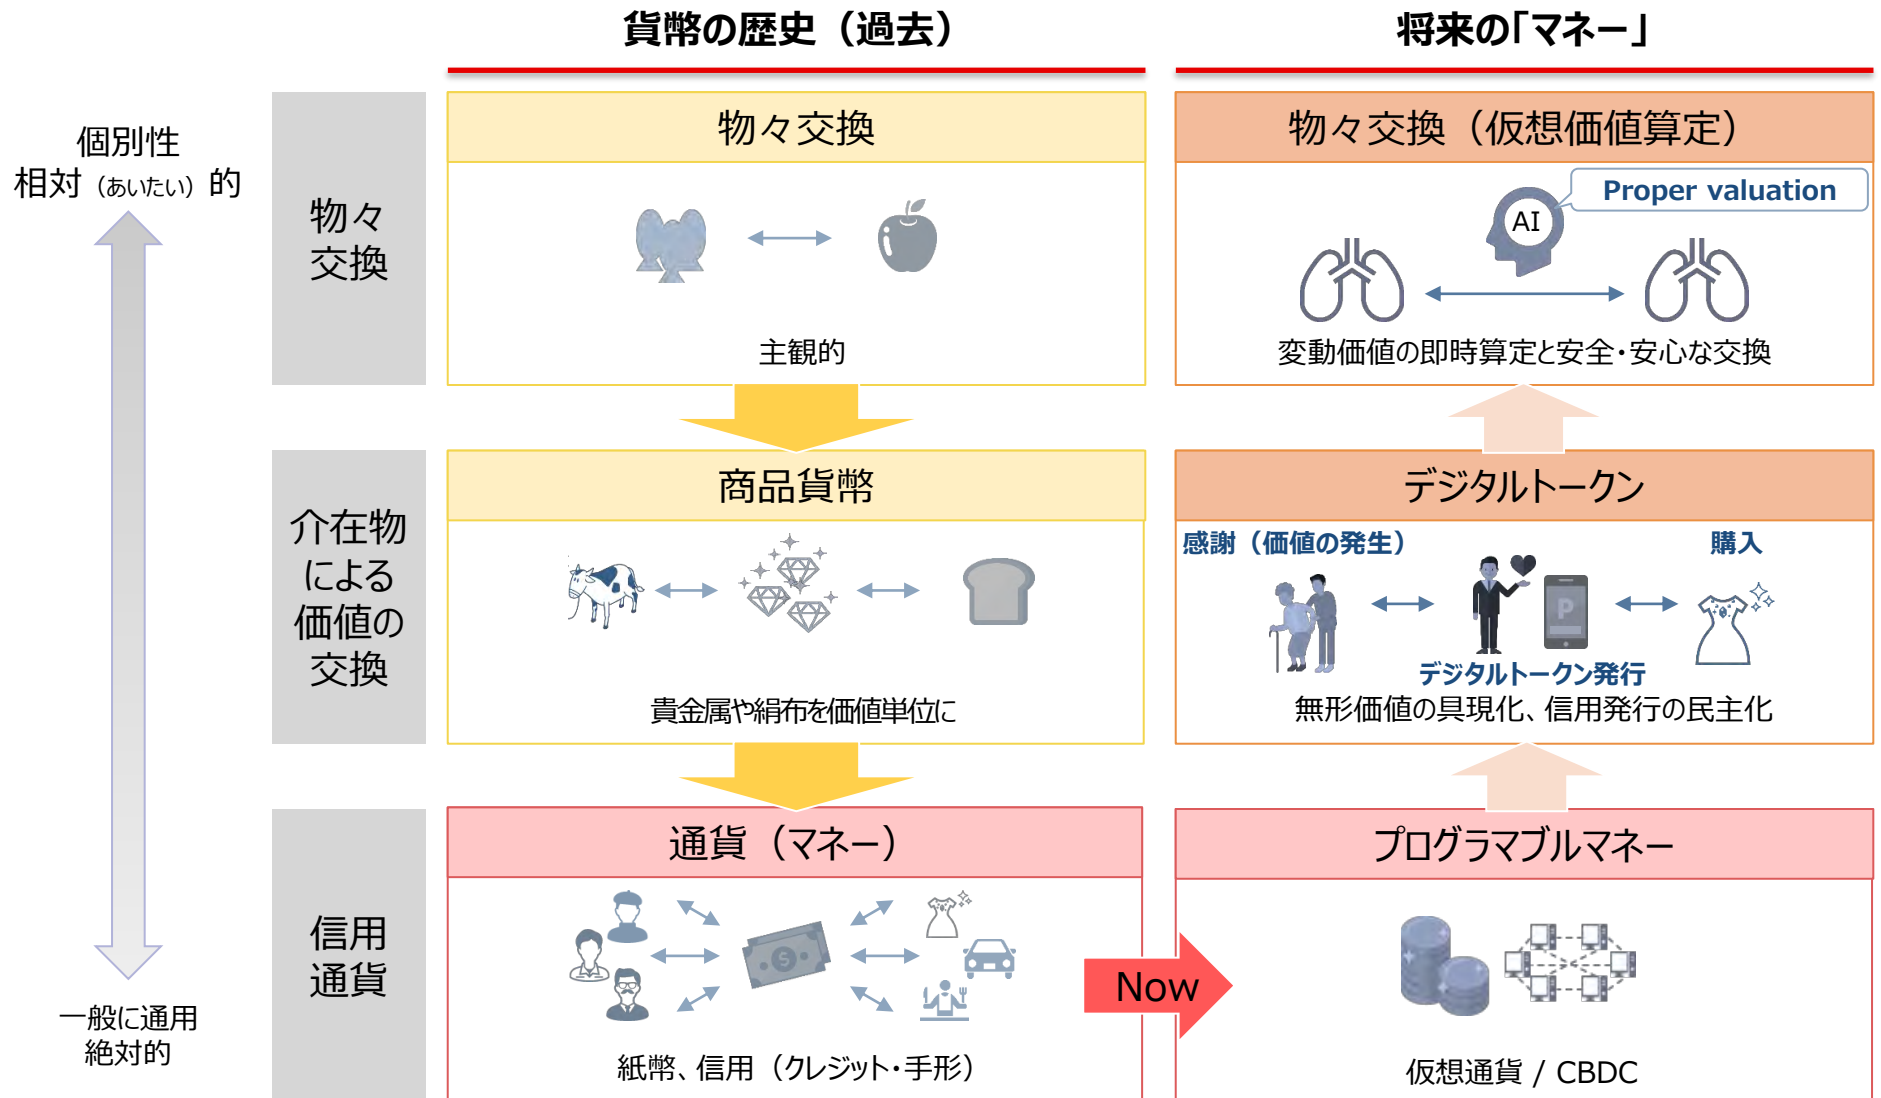 貨幣の歴史（過去）
将来の「マネー」
個別性
相対（あいたい）的
一般に通用
絶対的
物々
交換
物々交換
主観的
物々交換（仮想価値算定）
AI
Proper valuation
変動価値の即時算定と安全・安心な交換
介在物
による
価値の
交換
商品貨幣
貴金属や絹布を価値単位に
デジタルトークン
感謝（価値の発生）
購入
P
デジタルトークン発行
無形価値の具現化、信用発行の民主化
信用
通貨
通貨（マネー）
$
紙幣、信用（クレジット・手形）
Now
プログラマブルマネー
仮想通貨 / CBDC